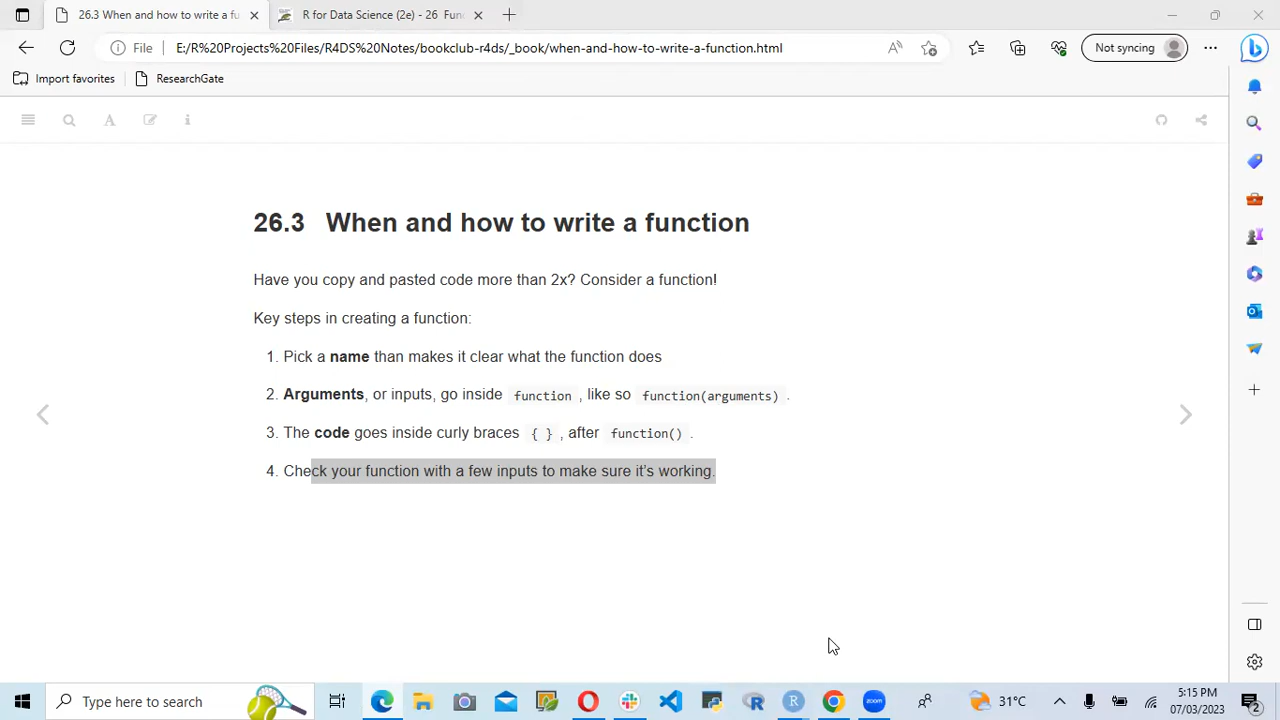 26.3 When and how to write a fu
R for Data Science (2e) - 26 Func
File
E:/R%20Projects%20Files/R4DS%20Notes/bookclub-r4ds/_book/when-and-how-to-write-a-function.html
Not syncing
Import favorites
ResearchGate
26.3 When and how to write a function
Have you copy and pasted code more than 2x? Consider a function!
Key steps in creating a function:
1. Pick a name than makes it clear what the function does
2. Arguments, or inputs, go inside function , like so function(arguments) .
3. The code goes inside curly braces { } , after function() .
4. Check your function with a few inputs to make sure it's working.
Type here to search
zoom
31°C
5:15 PM
07/03/2023
2